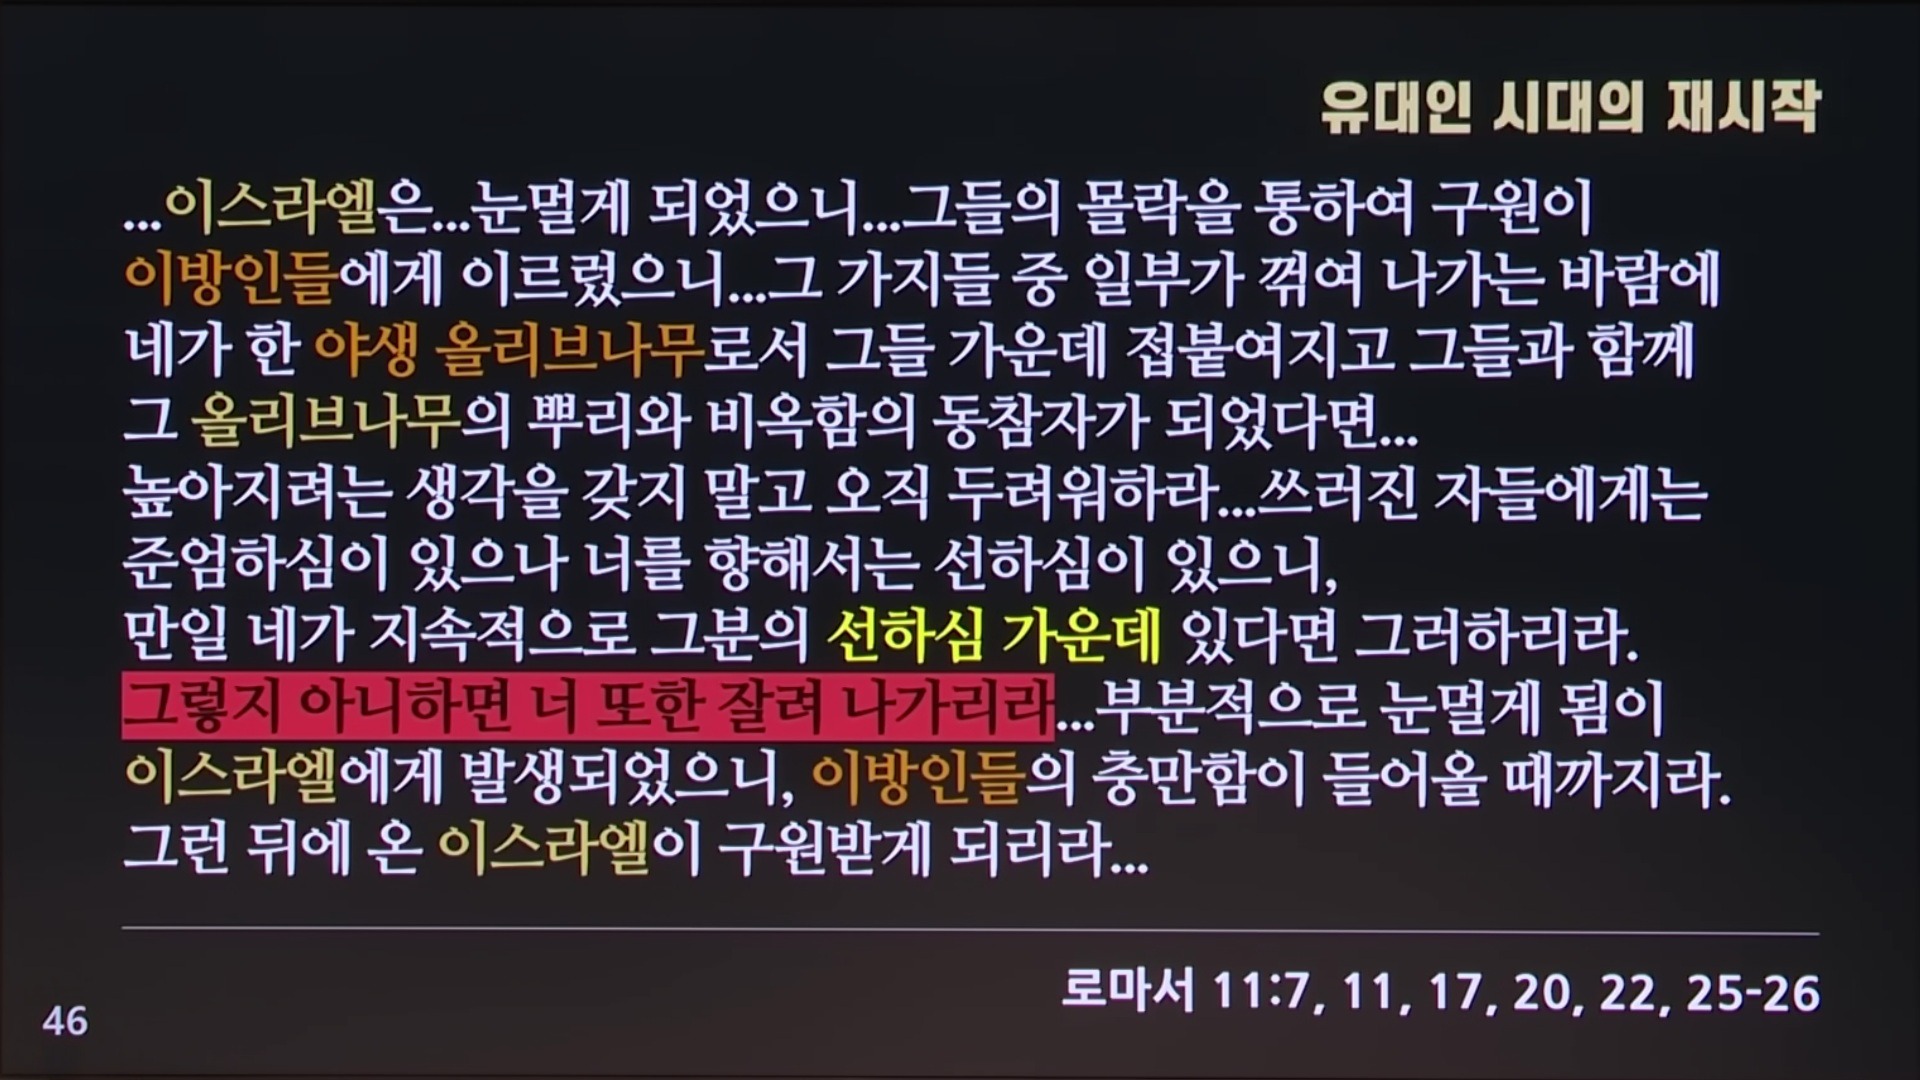 유대인 시대의 재시작
...이스라엘은...눈멀게 되었으니...그들의 몰락을 통하여 구원이
이방인들에게 이르렀으니...그 가지들 중 일부가 꺾여 나가는 바람에
네가 한 야생 올리브나무로서 그들 가운데 접붙여지고 그들과 함께
그 올리브나무의 뿌리와 비옥함의 동참자가 되었다면...
높아지려는 생각을 갖지 말고 오직 두려워하라...쓰러진 자들에게는
준엄하심이 있으나 너를 향해서는 선하심이 있으니,
만일 네가 지속적으로 그분의 선하심 가운데 있다면 그러하리라.
그렇지 아니하면 너 또한 잘려 나가리라...부분적으로 눈멀게 됨이
이스라엘에게 발생되었으니, 이방인들의 충만함이 들어올 때까지라.
그런 뒤에 온 이스라엘이 구원받게 되리라...
로마서 11:7, 11, 17, 20, 22, 25-26
46